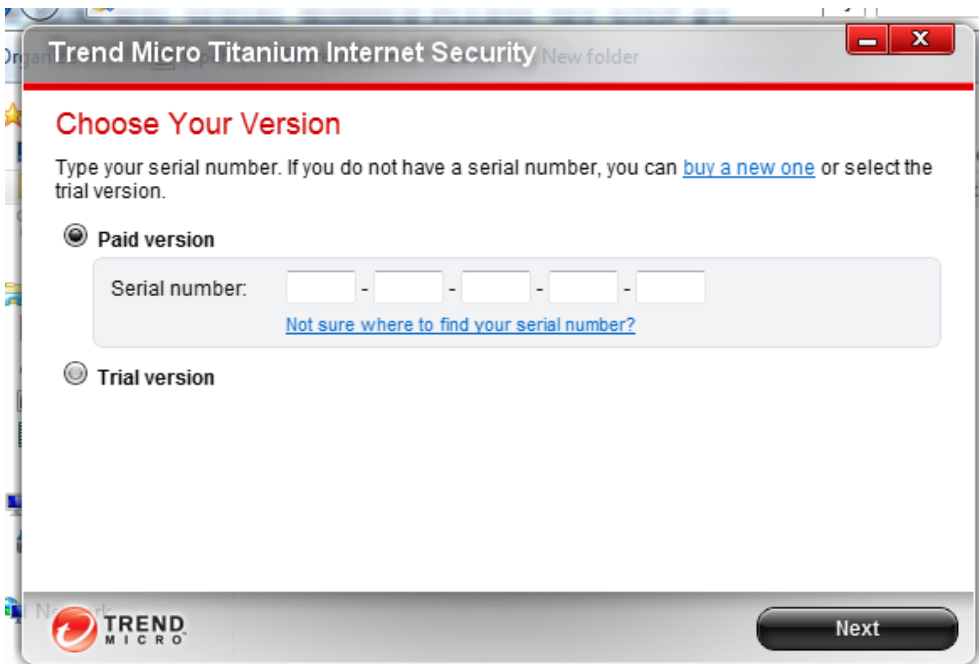 Trend Micro Titanium Internet Security
New folder
Choose Your Version
Type your serial number. If you do not have a serial number, you can buy a new one or select the
trial version.
Paid version
Serial number: - - - -
Not sure where to find your serial number?
Trial version
TREND
MICRO
Next